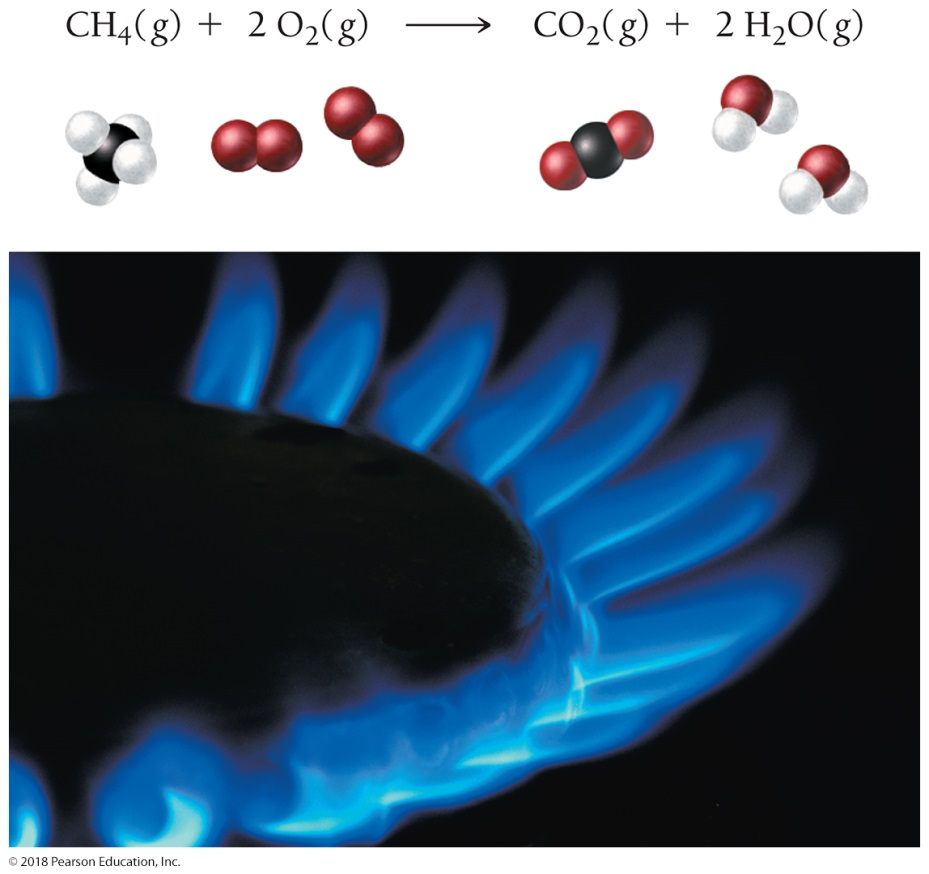 CH₄(g) + 2 O₂(g) ⟶ CO₂(g) + 2 H₂O(g)
© 2018 Pearson Education, Inc.